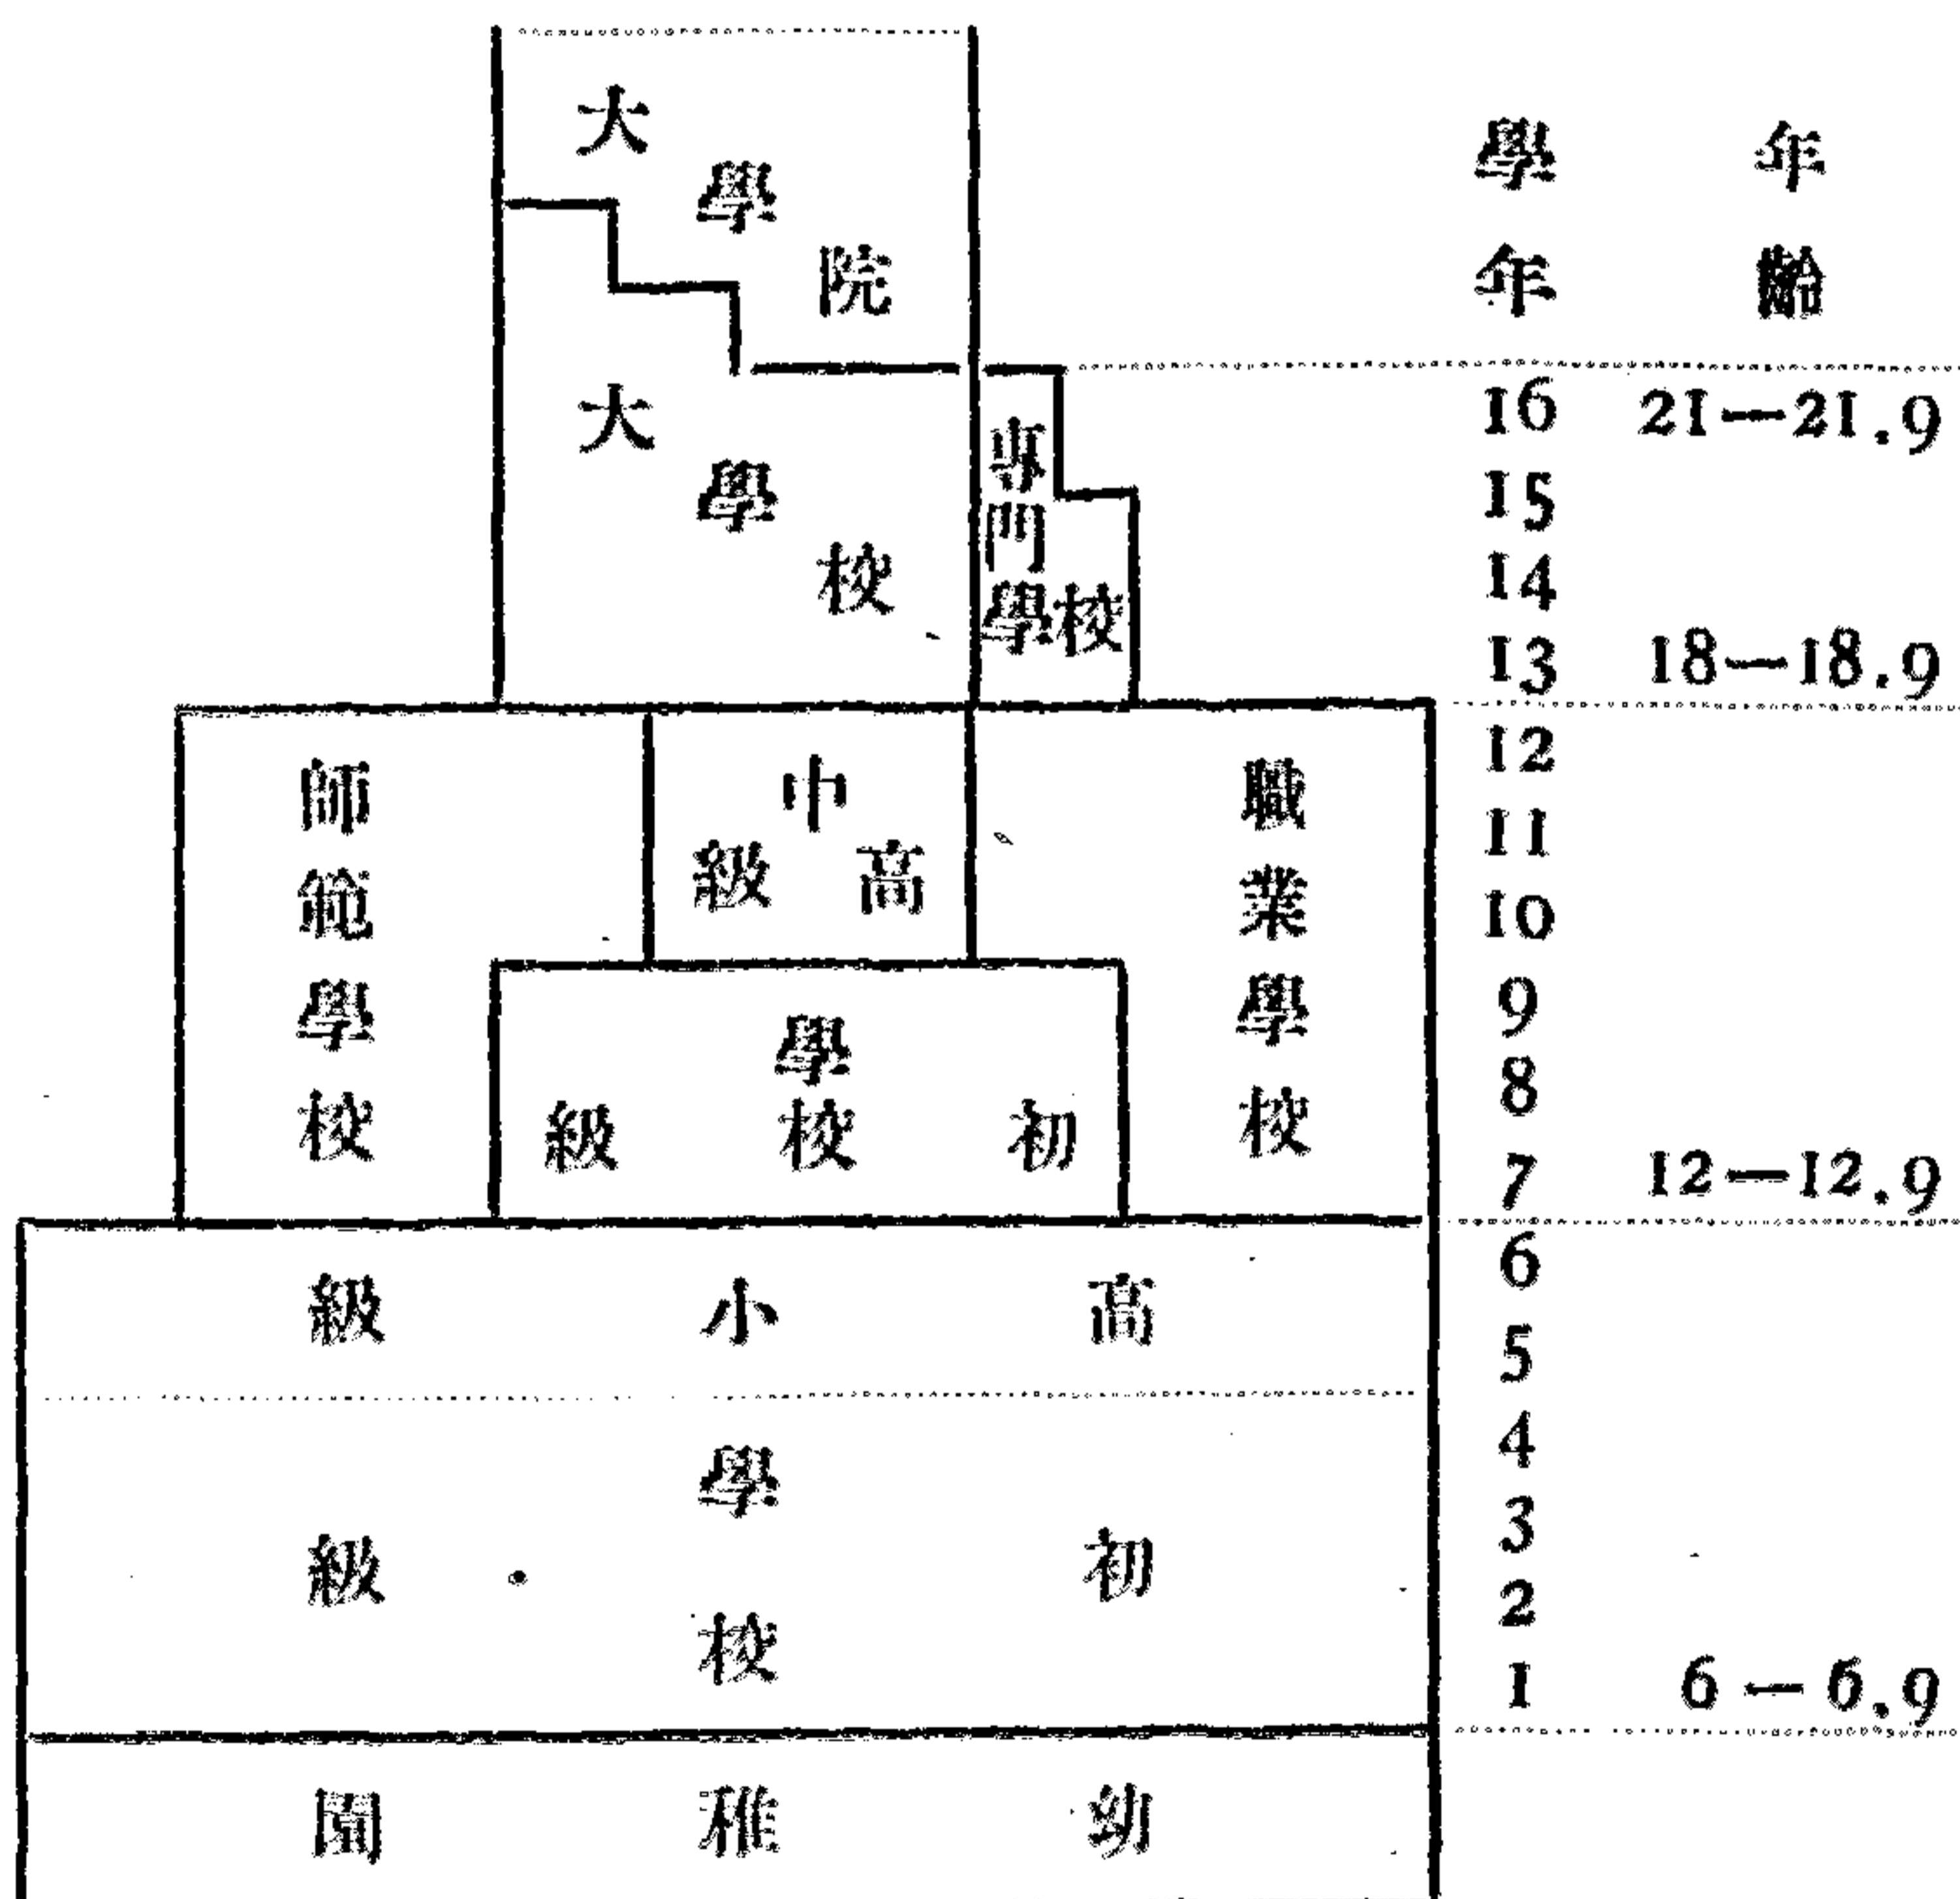 大學院
大學校
專門學校
師範學校
中
級 高
職業學校
學
級 校 初
級 小 高
學
級 初
校
園 稚 幼
學年
年齡
16 21—21.9
15
14
13 18—18.9
12
11
10
9
8
7 12—12.9
6
5
4
3
2
1 6—6.9